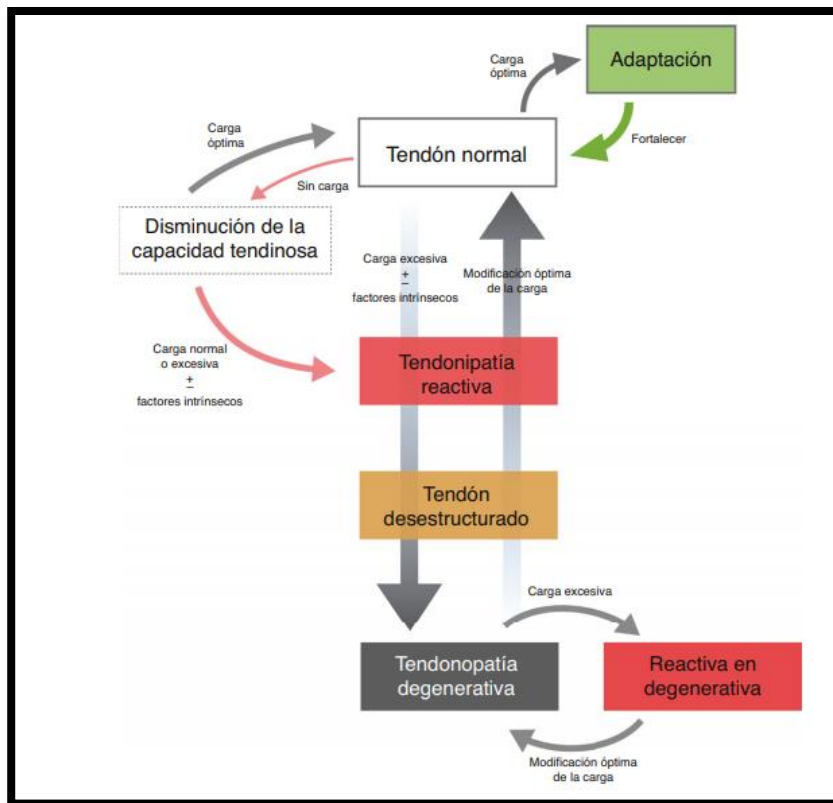 Carga
óptima
Adaptación
Fortalecer
Carga
óptima
Tendón normal
Sin carga
Disminución de la
capacidad tendinosa
Carga excesiva
±
factores intrínsecos
Modificación óptima
de la carga
Carga normal
o excesiva
±
factores intrínsecos
Tendonipatía
reactiva
Tendón
desestructurado
Carga excesiva
Tendonopatía
degenerativa
Reactiva en
degenerativa
Modificación óptima
de la carga